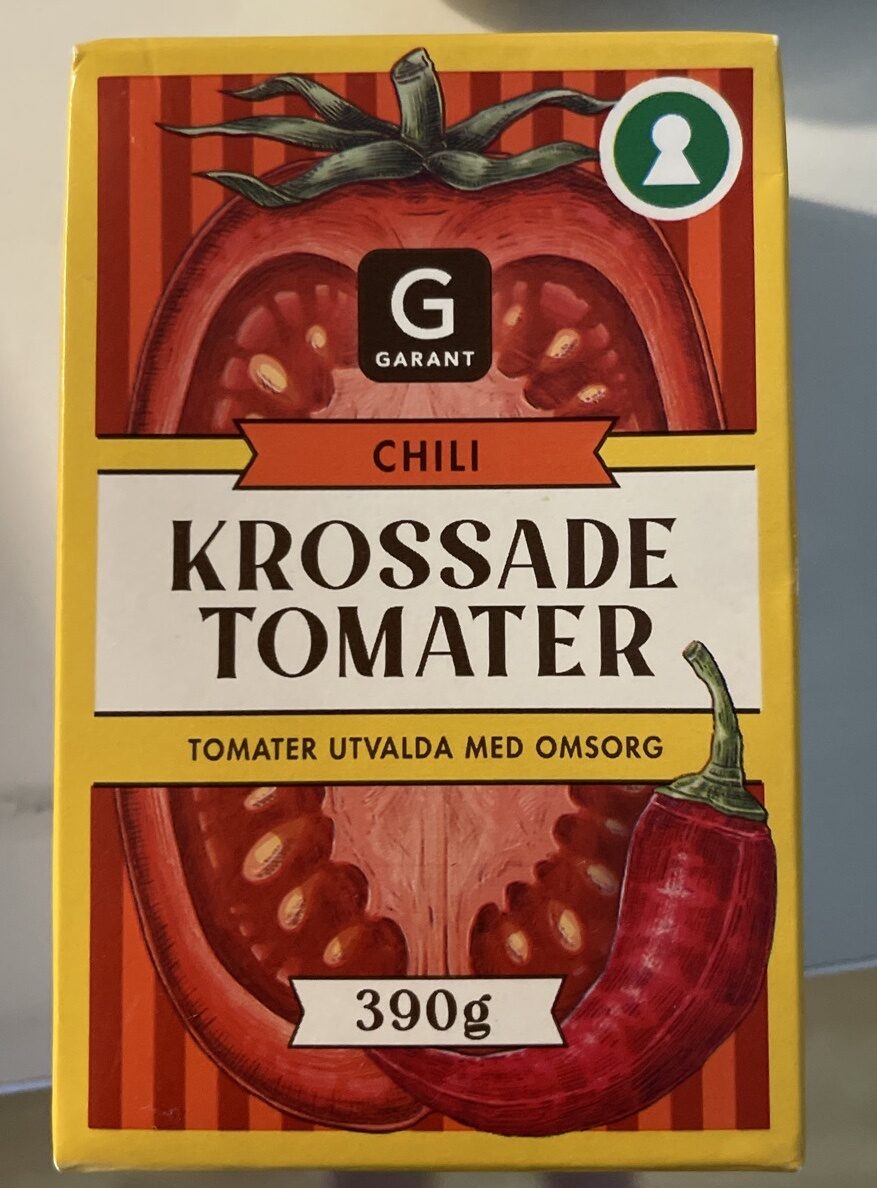 G
GARANT
CHILI
KROSSADE
TOMATER
TOMATER UTVALDA MED OMSORG
390g